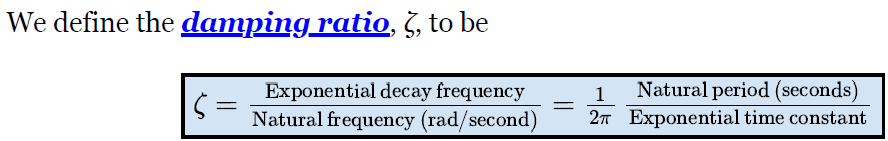 We define the damping ratio, ζ, to be
ζ = Exponential decay frequency / Natural frequency (rad/second) = 1 / 2π Natural period (seconds) / Exponential time constant